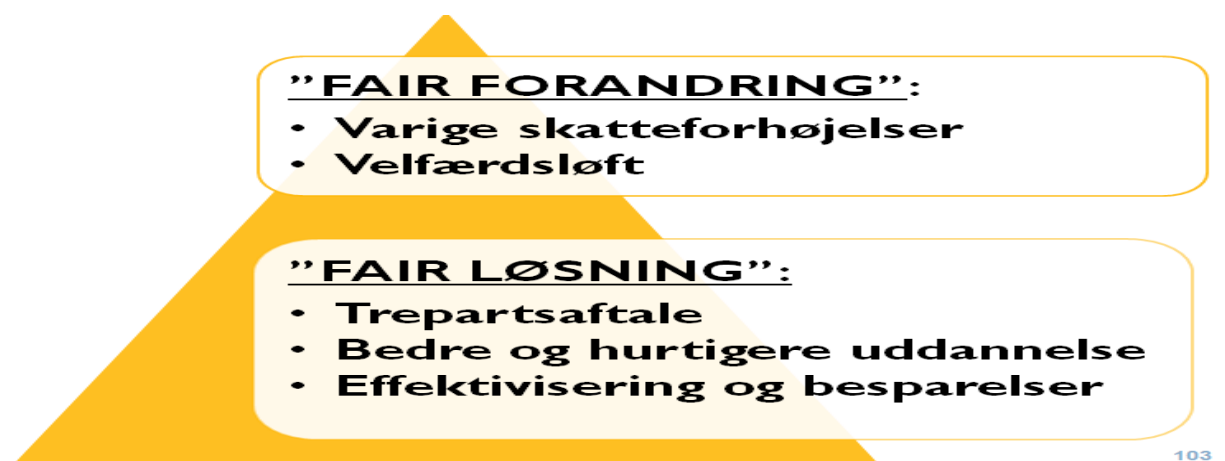 ”FAIR FORANDRING”:
• Varige skatteforhøjelser
• Velfærdsløft
”FAIR LØSNING”:
• Trepartsaftale
• Bedre og hurtigere uddannelse
• Effektivisering og besparelser
103